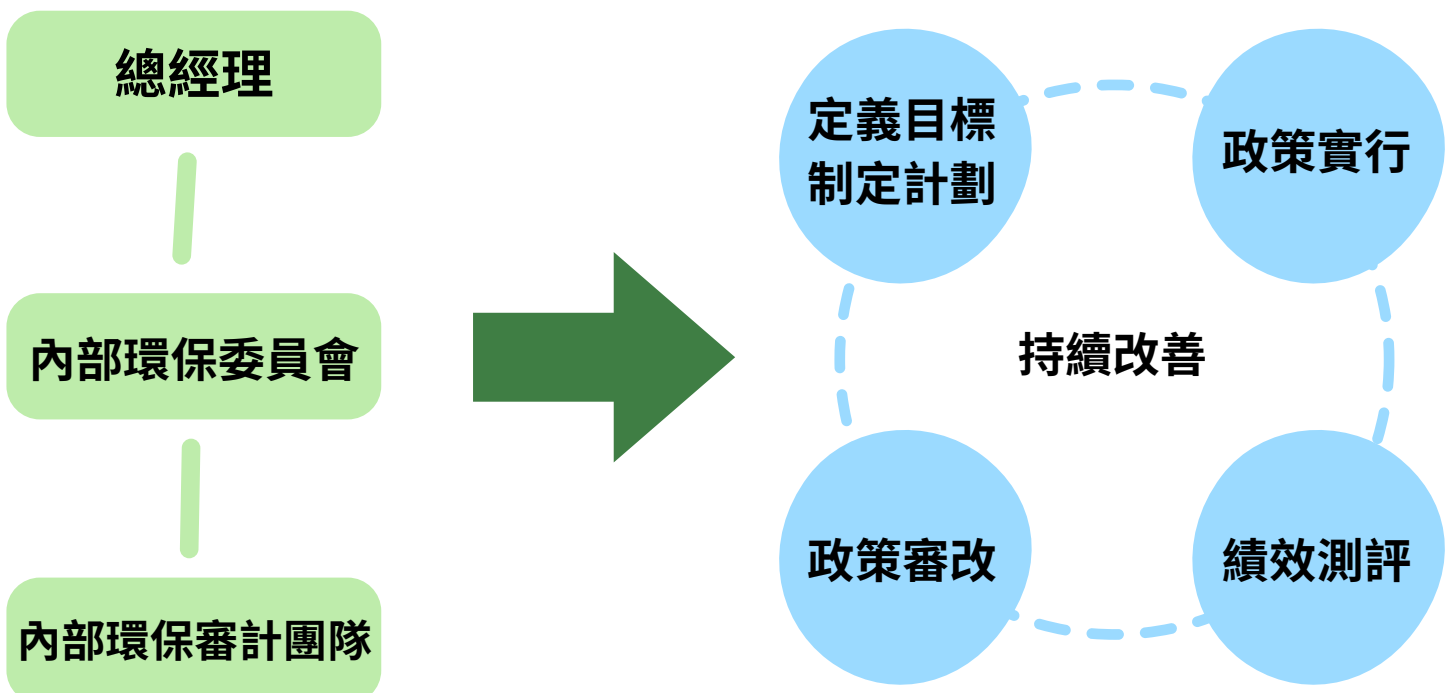 總經理
內部環保委員會
內部環保審計團隊
定義目標
制定計劃
政策實行
持續改善
政策審改
績效測評